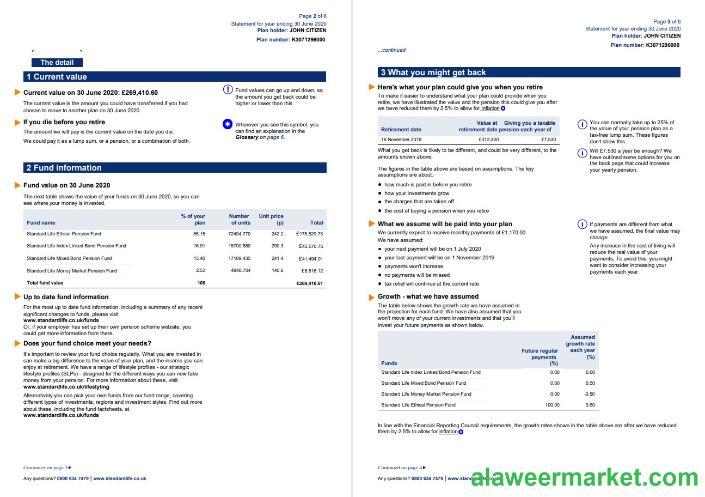 Page 2 of 6
Statement for year ending 30 June 2020
Plan holder: JOHN CITIZEN
Plan number: K3071296000
The detail
1 Current value
Current value on 30 June 2020: £269,410.60
The current value is the amount you could have transferred if you had
chosen to move to another plan on 30 June 2020.
If you die before you retire
The amount we will pay is the current value on the date you die.
We could pay it as a lump sum, or a pension, or a combination of both.
Fund values can go up and down, so
the amount you get back could be
higher or lower than this.
Whenever you see this symbol, you
can find an explanation in the
Glossary on page 5.
2 Fund information
Fund value on 30 June 2020
The next table shows the value of your funds on 30 June 2020, so you can
see where your money is invested.
Fund name % of your plan Number of units Unit price (p) Total
Standard Life Ethical Pension Fund 65.15 72494.770 242.2 £175,520.73
Standard Life Index Linked Bond Pension Fund 16.91 15700.880 290.3 £45,570.75
Standard Life Mixed Bond Pension Fund 15.40 17169.435 241.4
Standard Life Money Market Pension Fund 2.53
Total fund value 100 £269,410.61
Up to date fund information
For the most up to date fund information, including a summary of any recent
significant changes to funds, please visit
www.standardlife.co.uk/funds
Or, if your employer has set up their own pension scheme website, you
could get more information from there.
Does your fund choice meet your needs?
It's important to review your fund choice regularly. What you are invested in
can make a big difference to the value of your plan, and the income you can
enjoy at retirement. We have a range of lifestyle profiles - our strategic
lifestyle profiles (SLPs) - designed for the different ways you can now take
money from your pension. For more information about these, visit
www.standardlife.co.uk/lifestyling
Alternatively you can pick your own funds from our fund range, covering
different types of investments, regions and investment styles. Find out more
about these, including the fund factsheets, at
www.standardlife.co.uk/funds
Continued on page 3
Any questions? 0800 634 7479 | www.standardlife.co.uk
Page 3 of 6
Statement for year ending 30 June 2020
Plan holder: JOHN CITIZEN
Plan number: K3071296000
...continued
3 What you might get back
Here's what your plan could give you when you retire
To make it easier to understand what your plan could provide when you
retire, we have illustrated the value and the pension this could give you after
we have reduced them by 2.5% to allow for inflation
Retirement date Value at retirement date Giving you a taxable pension each year of
16 November 2019 £312,000 £7,530
What you get back is likely to be different, and could be very different, to the
amounts shown above.
The figures in the table above are based on assumptions. The key
assumptions are about:
how much is paid in before you retire
how your investments grow
the charges that are taken off
the cost of buying a pension when you retire
You can normally take up to 25% of
the value of your pension plan as a
tax-free lump sum. These figures
don't show this.
Will £7,530 a year be enough? We
have outlined some options for you on
the back page that could increase
your yearly pension.
What we assume will be paid into your plan
We currently expect to receive monthly payments of £1,170.00.
We have assumed:
your next payment will be on 1 July 2020
your last payment will be on 1 November 2019
payments won't increase
no payments will be missed
tax relief will continue at the current rate
If payments are different from what
we have assumed, the final value may
change.
Any increase in the cost of living will
reduce the real value of your
payments. To avoid this, you might
want to consider increasing your
payments each year.
Growth - what we have assumed
The table below shows the growth rate we have assumed in
the projection for each fund. We have also assumed that you
won't move any of your current investments and that you'll
invest your future payments as shown below.
Funds Future regular payments (%) Assumed growth rate each year (%)
Standard Life Index Linked Bond Pension Fund 0.00 0.00
Standard Life Mixed Bond Pension Fund 0.00 0.50
Standard Life Money Market Pension Fund 0.00 -0.50
Standard Life Ethical Pension Fund 100.00 3.50
In line with the Financial Reporting Council requirements, the growth rates shown in the table above are after we have reduced
them by 2.5% to allow for inflation
Continued on page 4
Any questions? 0800 634 7479 | www.standardlife.co.uk
alaweermarket.com